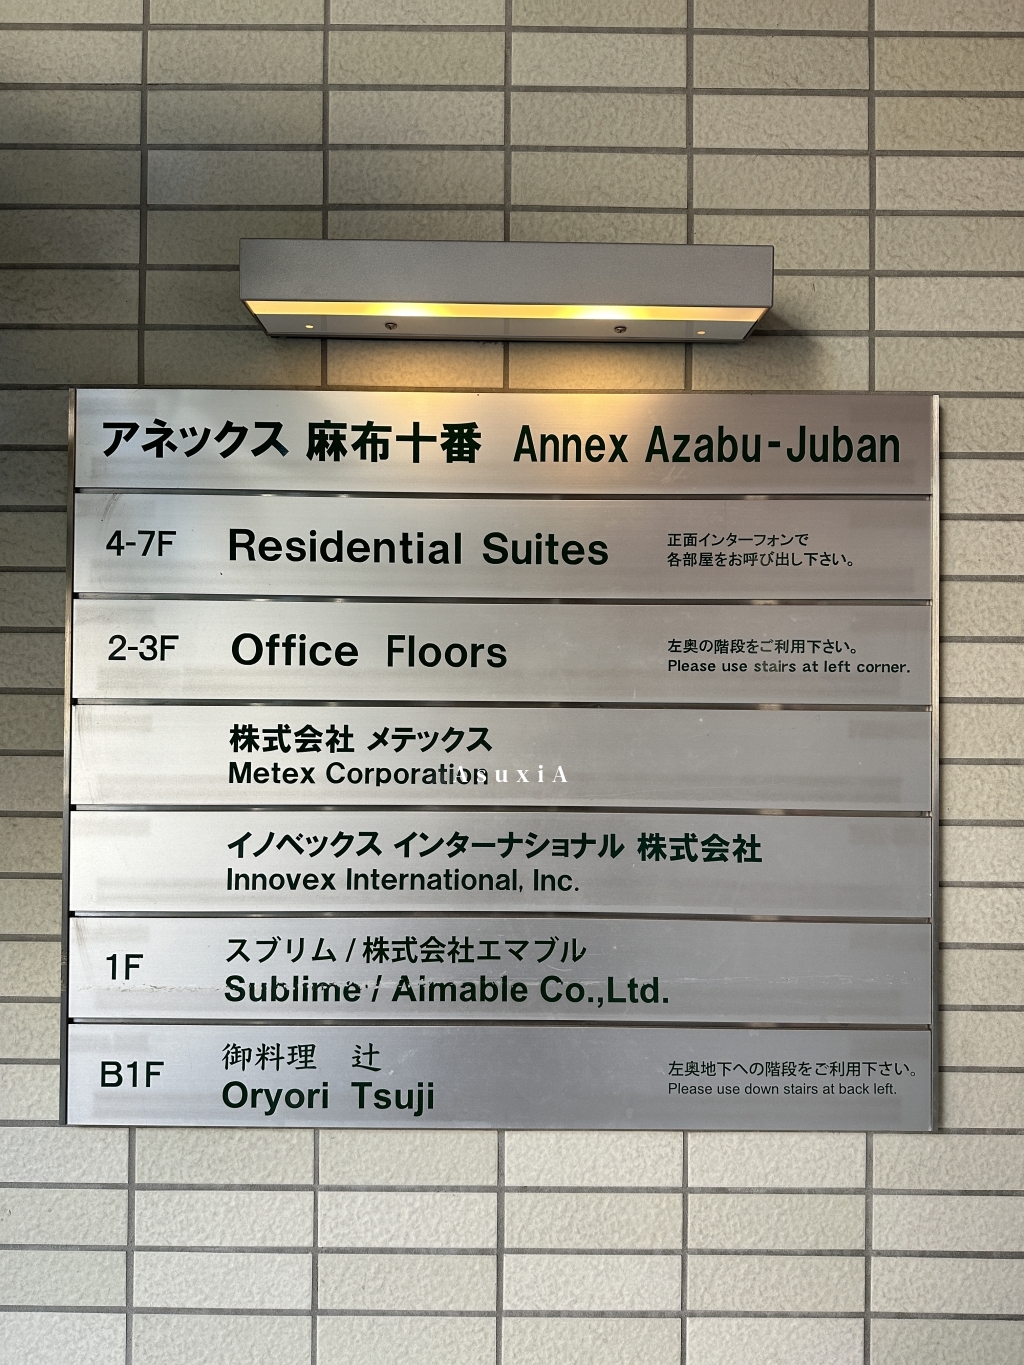 アネックス 麻布十番 Annex Azabu-Juban
4-7F Residential Suites 正面インターフォンで
各部屋をお呼び出し下さい。
2-3F Office Floors 左奥の階段をご利用下さい。
Please use stairs at left corner.
株式会社 メテックス
Metex Corporation
AsuxiA
イノベックス インターナショナル 株式会社
Innovex International, Inc.
1F スブリム / 株式会社エマブル
Sublime / Aimable Co.,Ltd.
B1F 御料理 辻
Oryori Tsuji
左奥地下への階段をご利用下さい。
Please use down stairs at back left.